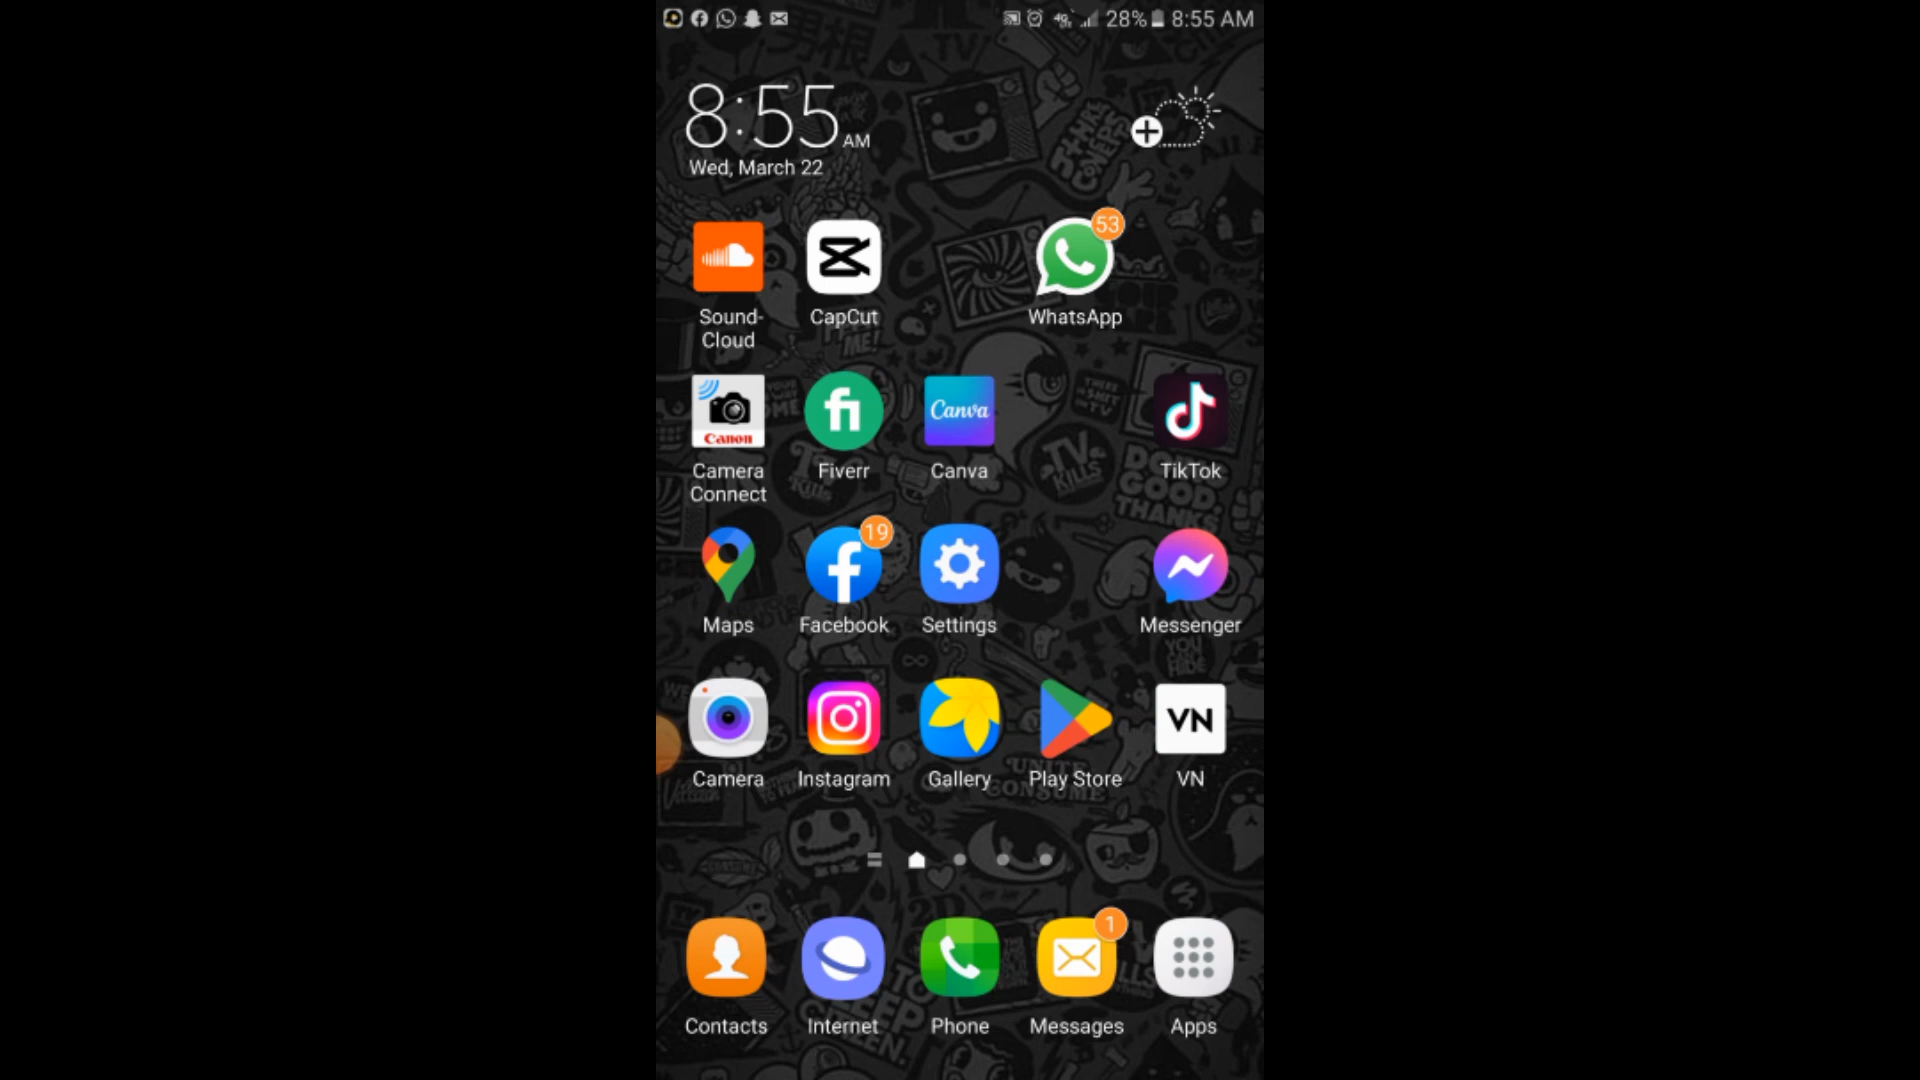 28% 8:55 AM
8:55 AM
Wed, March 22
53
Sound-
Cloud
CapCut
WhatsApp
Canon
Canva
Camera
Connect
Fiverr
Canva
TikTok
19
Maps
Facebook
Settings
Messenger
VN
Camera
Instagram
Gallery
Play Store
VN
1
Contacts
Internet
Phone
Messages
Apps